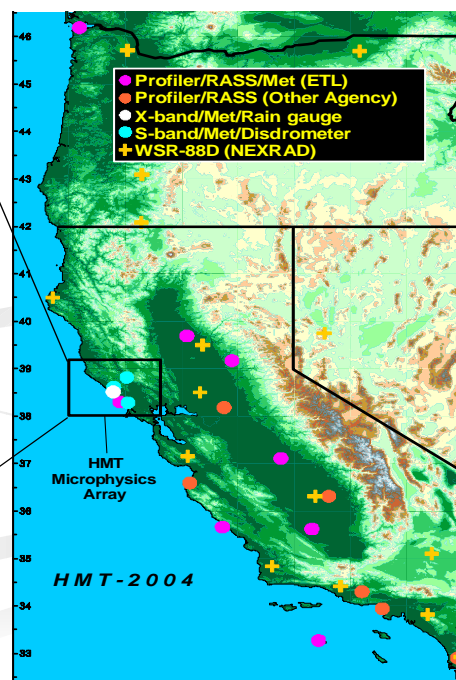 46
45
44
43
42
41
40
39
38
37
36
35
34
33
Profiler/RASS/Met (ETL)
Profiler/RASS (Other Agency)
X-band/Met/Rain gauge
S-band/Met/Disdrometer
WSR-88D (NEXRAD)
HMT
Microphysics
Array
HMT-2004